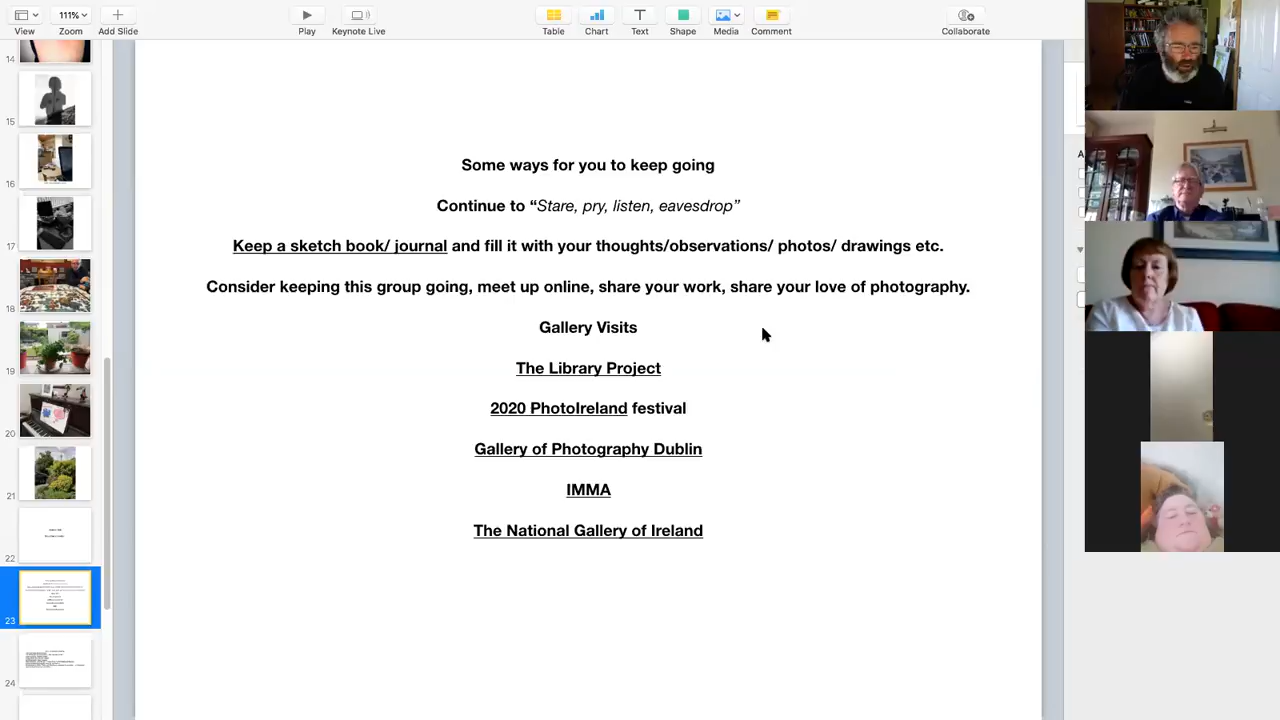 111%
View
Zoom
Add Slide
Play
Keynote Live
Table
Chart
Text
Shape
Media
Comment
Collaborate
14
15
16
17
18
19
20
21
22
23
24
Some ways for you to keep going
Continue to “Stare, pry, listen, eavesdrop”
Keep a sketch book/ journal and fill it with your thoughts/observations/ photos/ drawings etc.
Consider keeping this group going, meet up online, share your work, share your love of photography.
Gallery Visits
The Library Project
2020 PhotoIreland festival
Gallery of Photography Dublin
IMMA
The National Gallery of Ireland